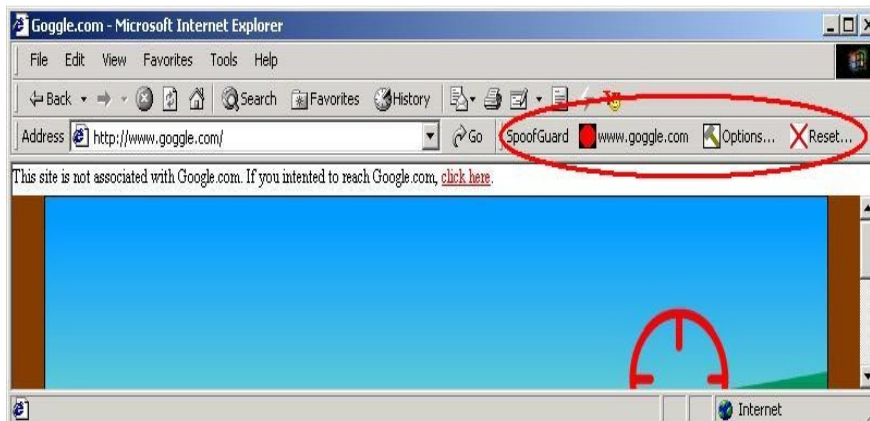 Goggle.com - Microsoft Internet Explorer
File Edit View Favorites Tools Help
Back Search Favorites History
Address http://www.goggle.com/ Go SpoofGuard www.goggle.com Options... Reset...
This site is not associated with Google.com. If you intented to reach Google.com, click here.
Internet